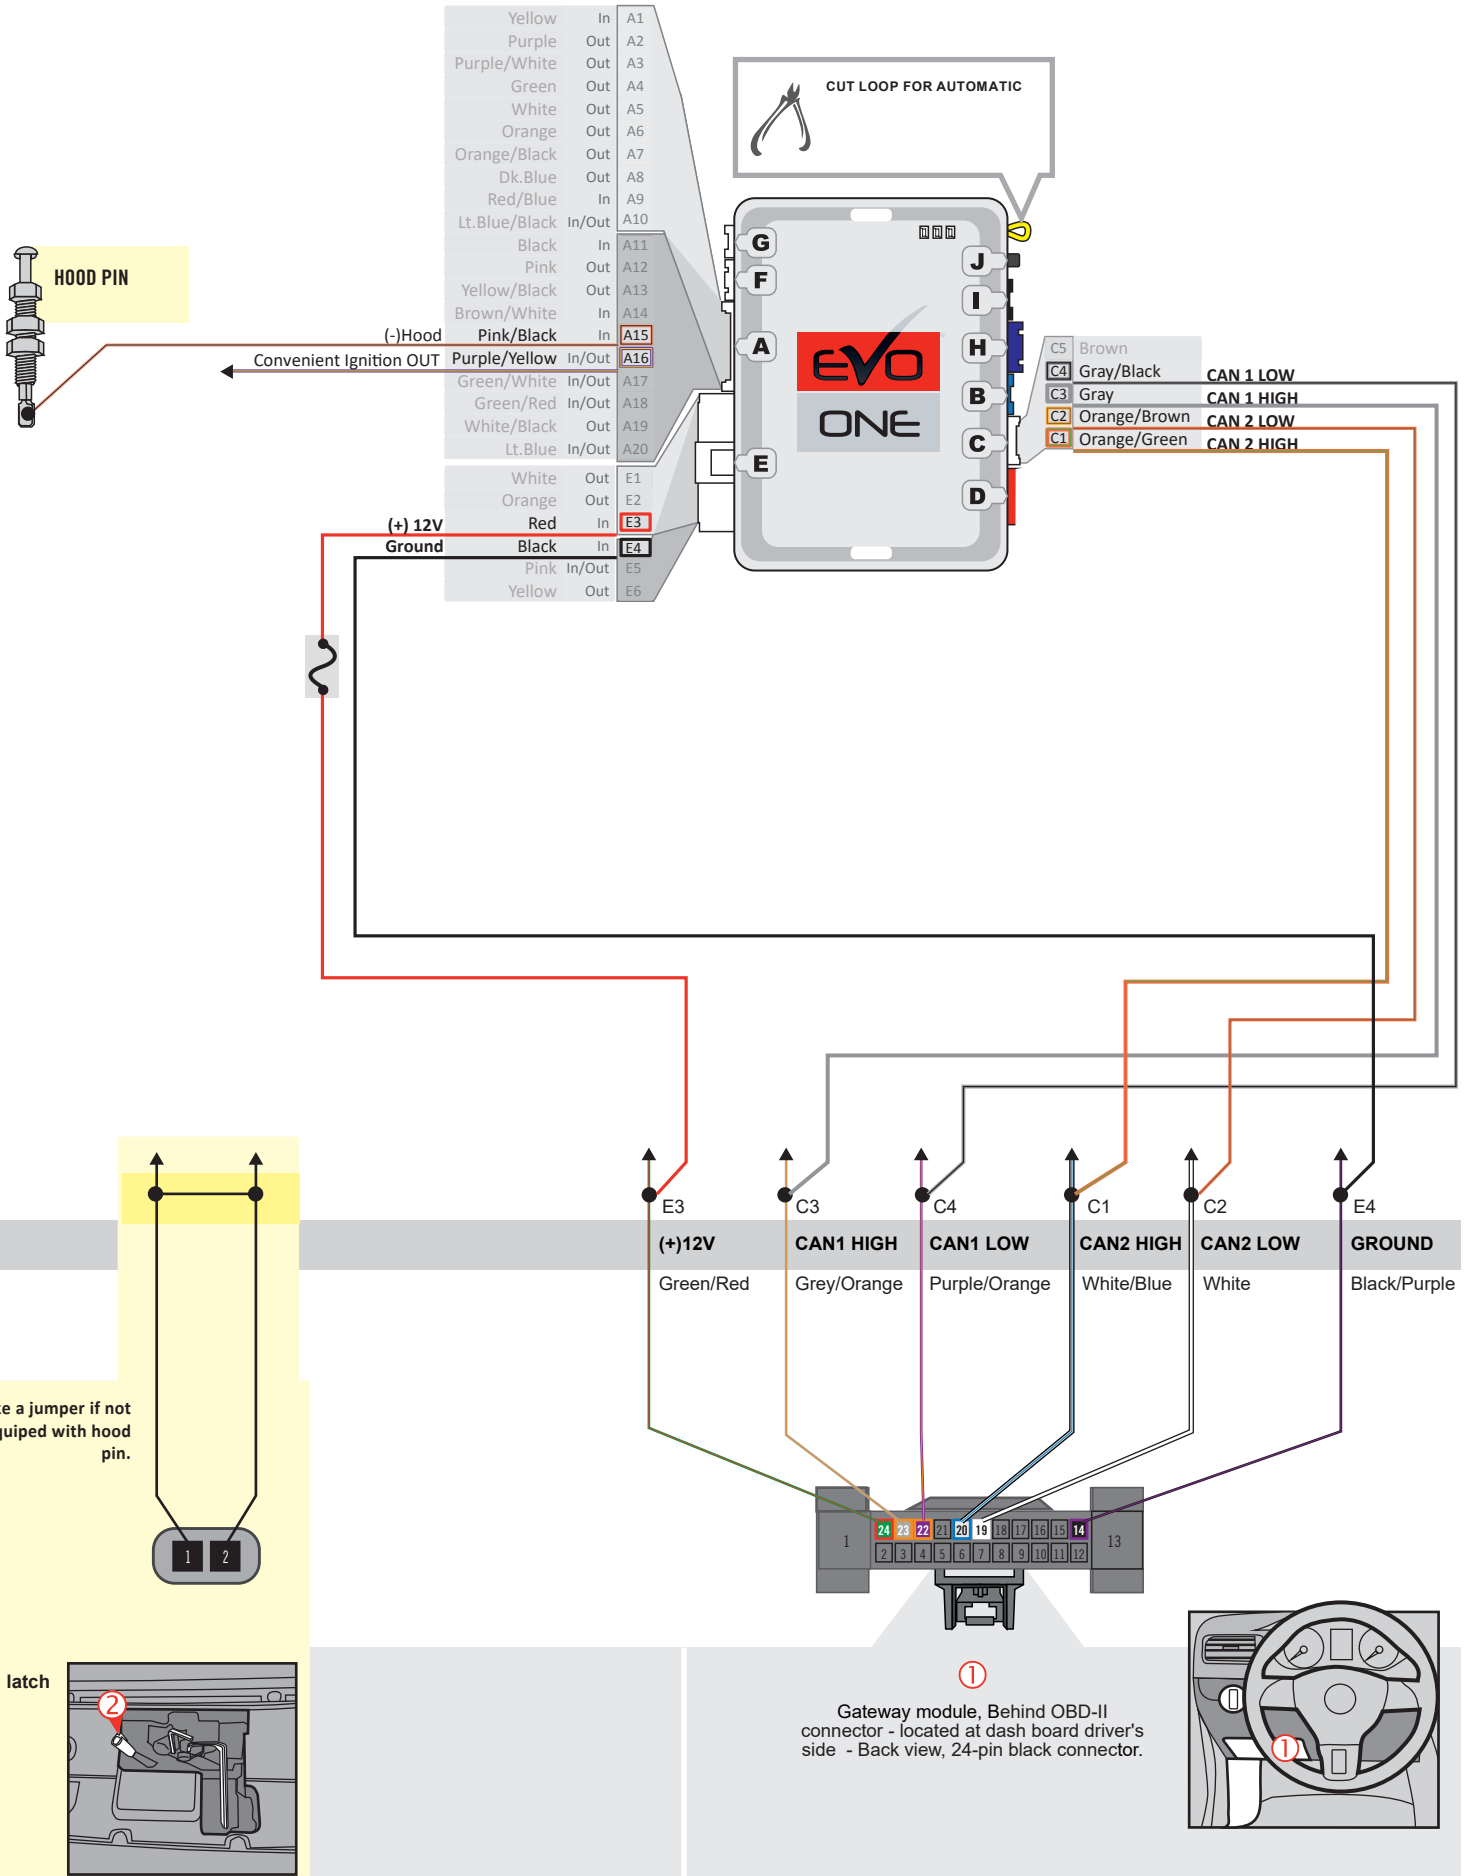 Yellow In A1
Purple Out A2
Purple/White Out A3
Green Out A4
White Out A5
Orange Out A6
Orange/Black Out A7
Dk.Blue Out A8
Red/Blue In A9
Lt.Blue/Black In/Out A10
Black In A11
Pink Out A12
Yellow/Black Out A13
Brown/White In A14
(-)Hood Pink/Black In A15
Convenient Ignition OUT Purple/Yellow In/Out A16
Green/White In/Out A17
Green/Red In/Out A18
White/Black Out A19
Lt.Blue In/Out A20
White Out E1
Orange Out E2
(+) 12V Red In E3
Ground Black In E4
Pink In/Out E5
Yellow Out E6
HOOD PIN
CUT LOOP FOR AUTOMATIC
G
F
A
E
J
I
H
B
C
D
EVO
ONE
C5 Brown
C4 Gray/Black CAN 1 LOW
C3 Gray CAN 1 HIGH
C2 Orange/Brown CAN 2 LOW
C1 Orange/Green CAN 2 HIGH
E3 C3 C4 C1 C2 E4
(+)12V CAN1 HIGH CAN1 LOW CAN2 HIGH CAN2 LOW GROUND
Green/Red Grey/Orange Purple/Orange White/Blue White Black/Purple
e a jumper if not
quiped with hood
pin.
1 2
1 24 23 22 21 20 19 18 17 16 15 14 13
2 3 4 5 6 7 8 9 10 11 12
latch
2
1
Gateway module, Behind OBD-II
connector - located at dash board driver's
side - Back view, 24-pin black connector.
1